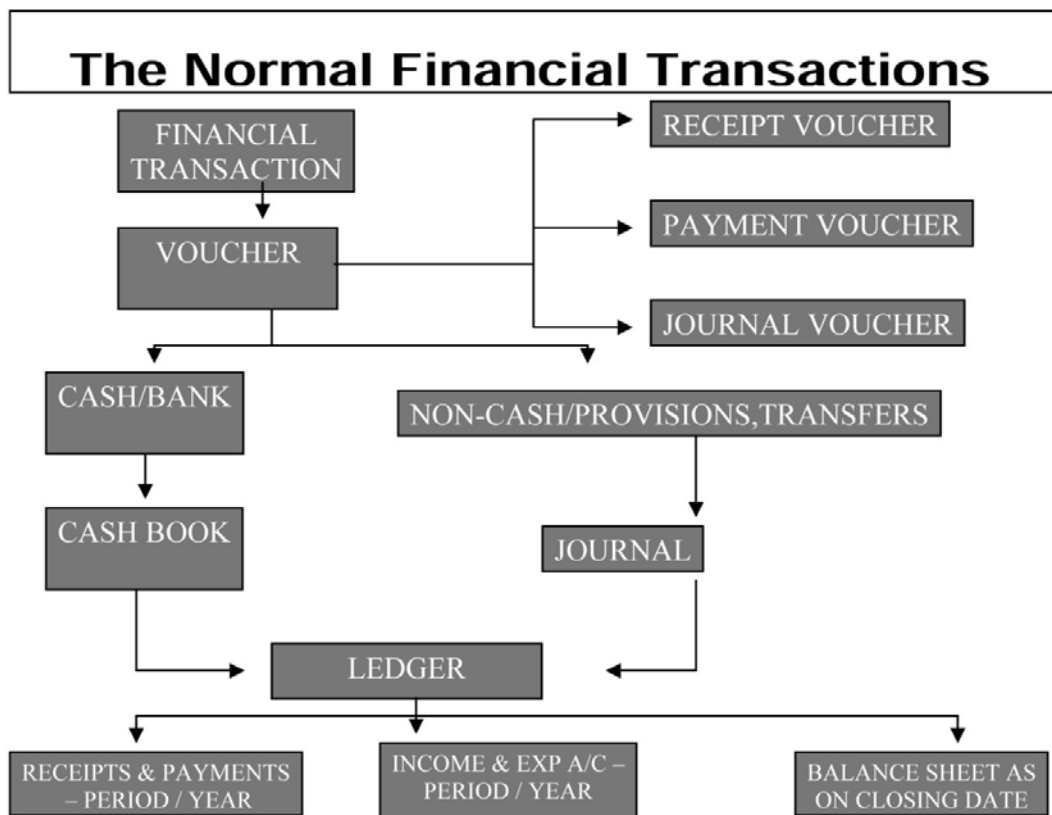 The Normal Financial Transactions
FINANCIAL
TRANSACTION
RECEIPT VOUCHER
VOUCHER
PAYMENT VOUCHER
JOURNAL VOUCHER
CASH/BANK
NON-CASH/PROVISIONS,TRANSFERS
CASH BOOK
JOURNAL
LEDGER
RECEIPTS & PAYMENTS
– PERIOD / YEAR
INCOME & EXP A/C –
PERIOD / YEAR
BALANCE SHEET AS
ON CLOSING DATE